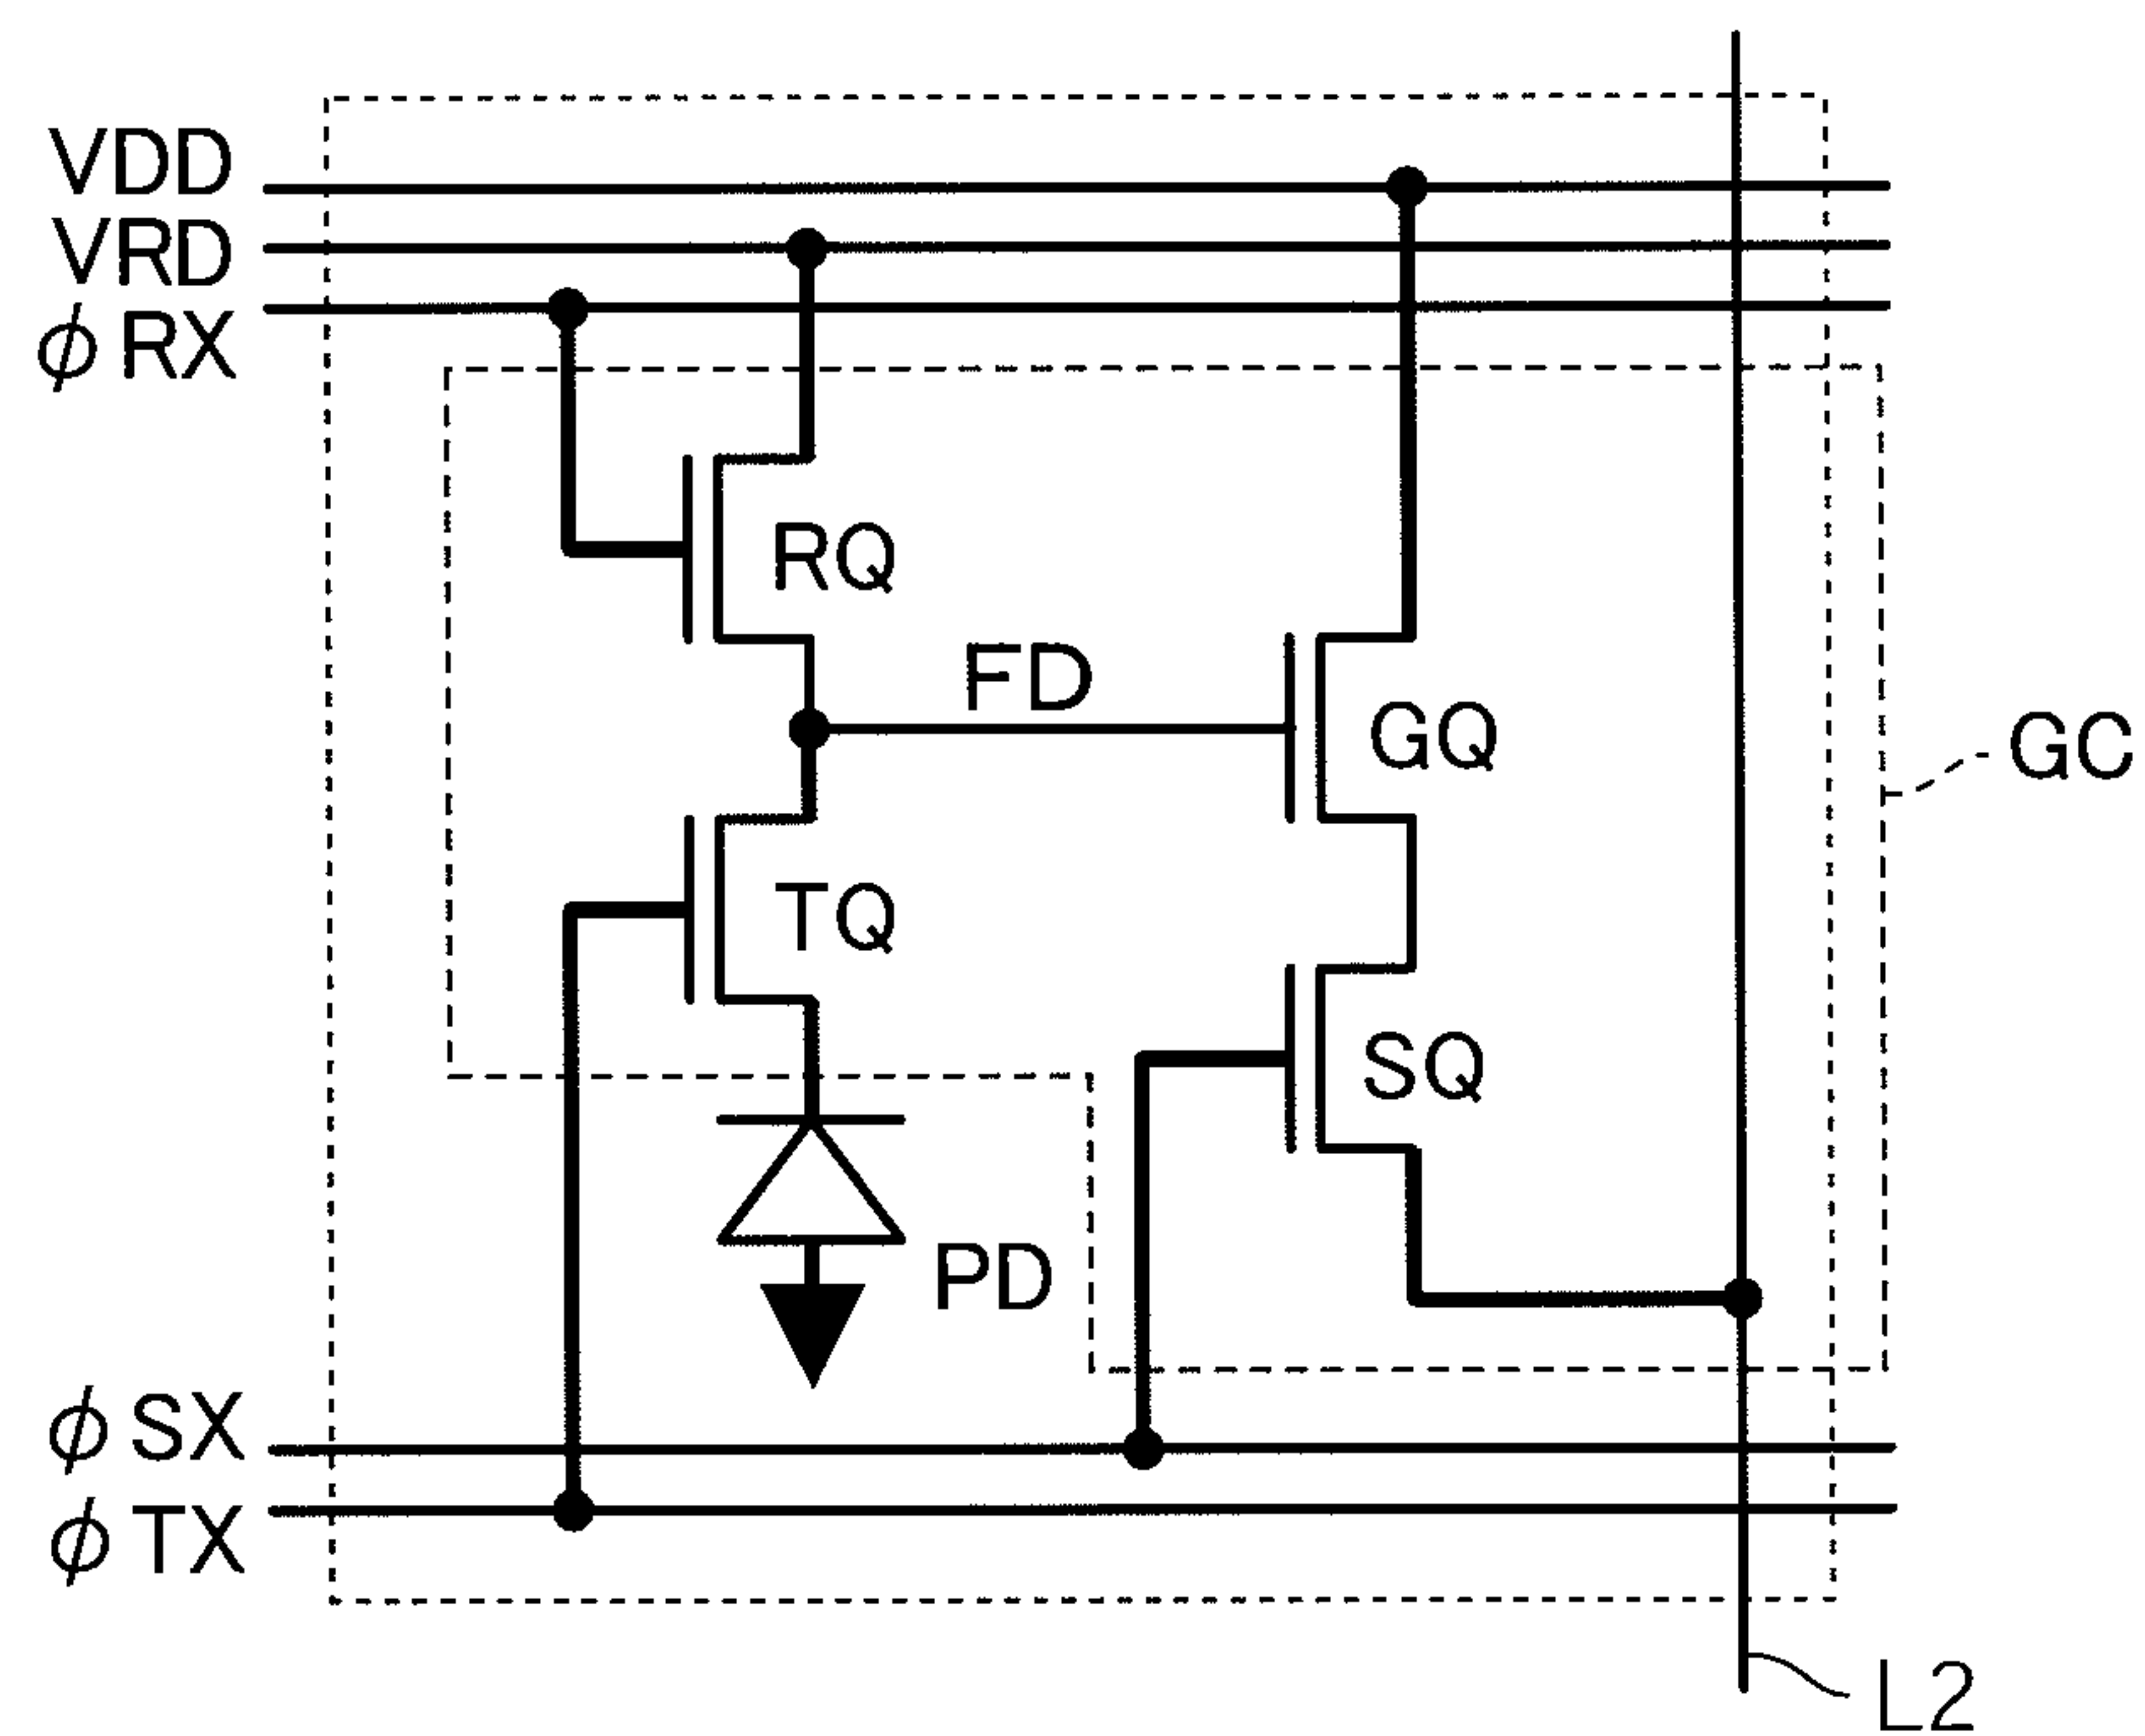 VDD
VRD
ϕRX
RQ
FD
GQ
GC
TQ
SQ
PD
ϕSX
ϕTX
L2